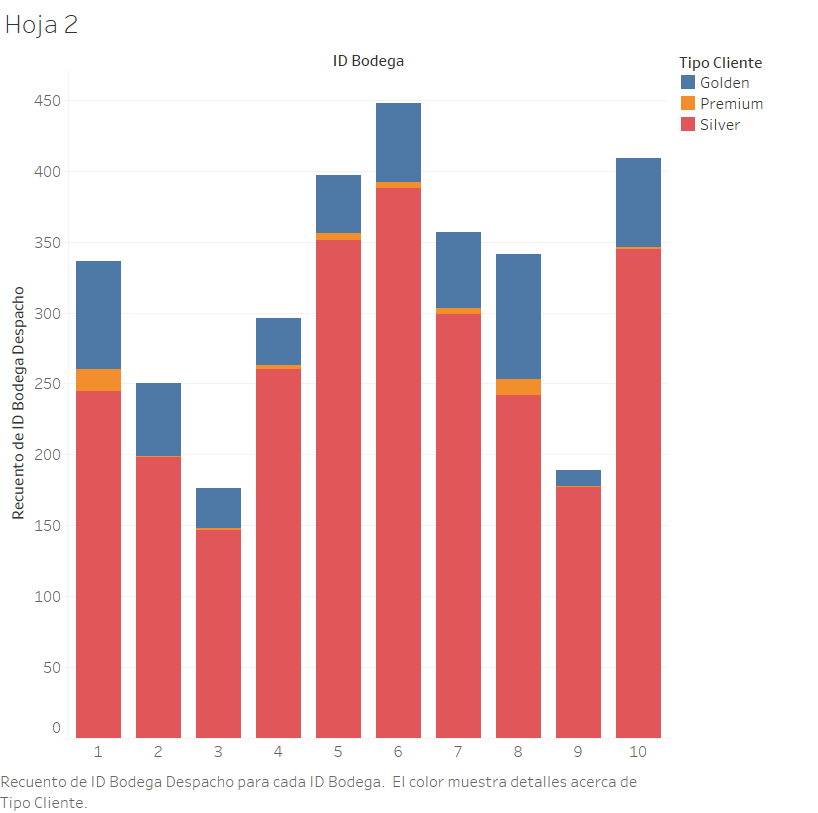 Hoja 2
ID Bodega
Tipo Cliente
Golden
Premium
Silver
Recuento de ID Bodega Despacho
450
400
350
300
250
200
150
100
50
0
1 2 3 4 5 6 7 8 9 10
Recuento de ID Bodega Despacho para cada ID Bodega.  El color muestra detalles acerca de
Tipo Cliente.